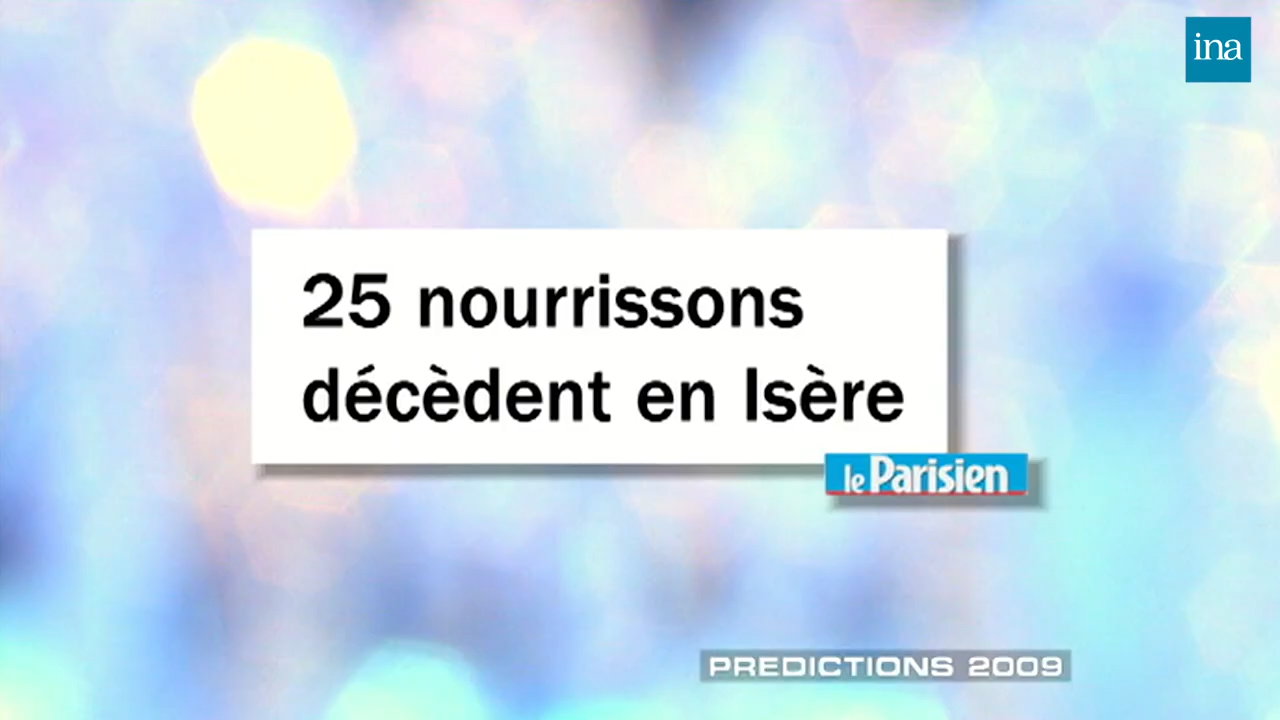 ina
25 nourrissons
décèdent en Isère
le Parisien
PREDICTIONS 2009